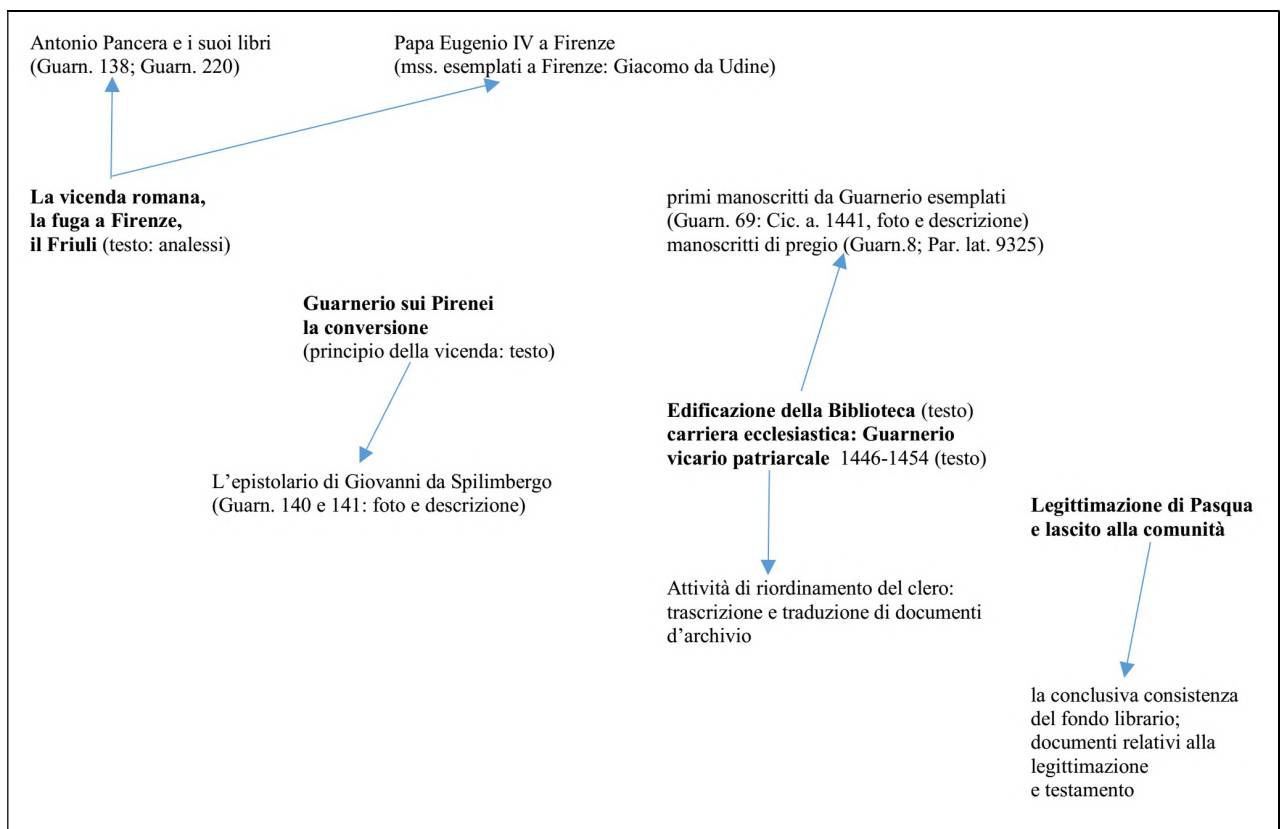 Antonio Pancera e i suoi libri
(Guarn. 138; Guarn. 220)
Papa Eugenio IV a Firenze
(mss. esemplati a Firenze: Giacomo da Udine)
La vicenda romana,
la fuga a Firenze,
il Friuli (testo: analessi)
primi manoscritti da Guarnerio esemplati
(Guarn. 69: Cic. a. 1441, foto e descrizione)
manoscritti di pregio (Guarn.8; Par. lat. 9325)
Guarnerio sui Pirenei
la conversione
(principio della vicenda: testo)
Edificazione della Biblioteca (testo)
carriera ecclesiastica: Guarnerio
vicario patriarcale 1446-1454 (testo)
L’epistolario di Giovanni da Spilimbergo
(Guarn. 140 e 141: foto e descrizione)
Legittimazione di Pasqua
e lascito alla comunità
Attività di riordinamento del clero:
trascrizione e traduzione di documenti
d’archivio
la conclusiva consistenza
del fondo librario;
documenti relativi alla
legittimazione
e testamento